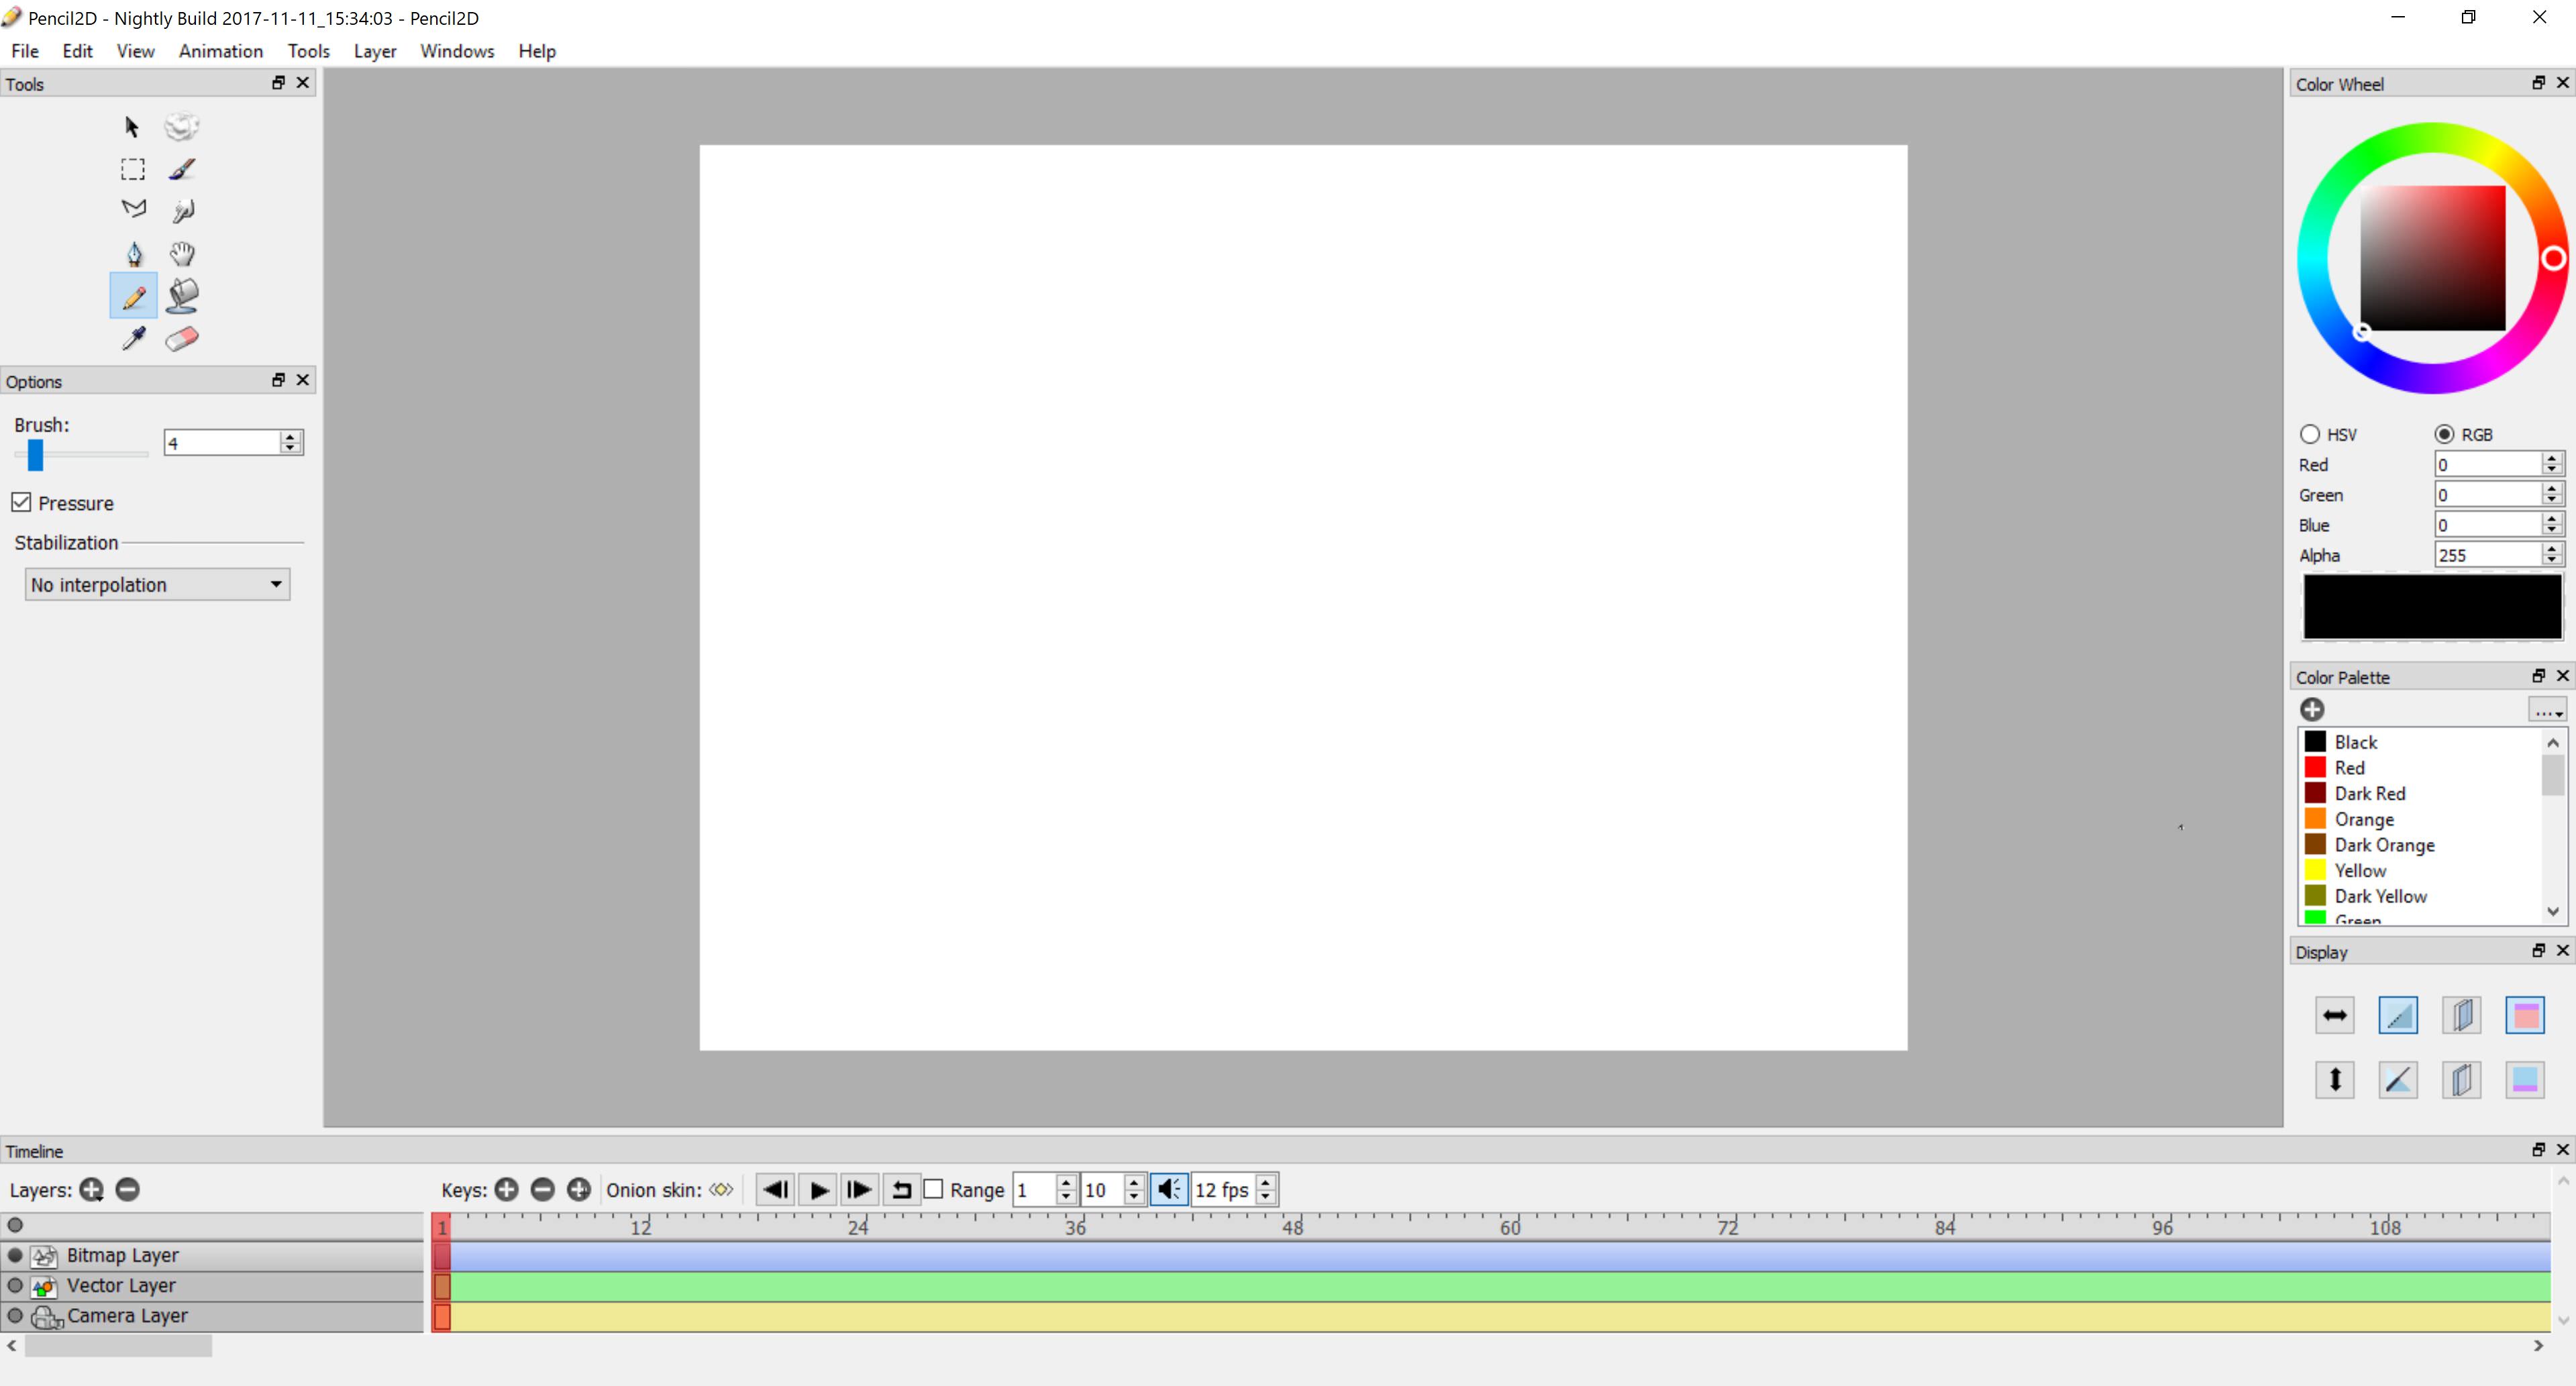 Pencil2D - Nightly Build 2017-11-11_15:34:03 - Pencil2D
File Edit View Animation Tools Layer Windows Help
Tools
Options
Brush:
4
Pressure
Stabilization
No interpolation
Color Wheel
HSV RGB
Red 0
Green 0
Blue 0
Alpha 255
Color Palette
...
Black
Red
Dark Red
Orange
Dark Orange
Yellow
Dark Yellow
Green
Display
Timeline
Layers: Keys: Onion skin: Range 1 10 12 fps
1 12 24 36 48 60 72 84 96 108
Bitmap Layer
Vector Layer
Camera Layer